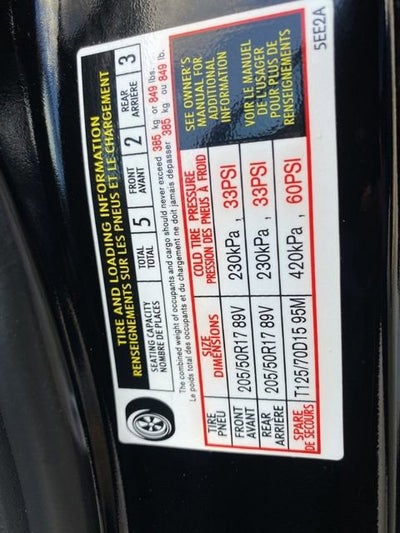 TIRE AND LOADING INFORMATION
RENSEIGNEMENTS SUR LES PNEUS ET LE CHARGEMENT
SEATING CAPACITY TOTAL 5 FRONT 2 REAR 3
NOMBRE DE PLACES TOTAL AVANT ARRIÈRE
The combined weight of occupants and cargo should never exceed 385 kg or 849 lbs.
Le poids total des occupants et du chargement ne doit jamais dépasser 385 kg ou 849 lb.
TIRE SIZE COLD TIRE PRESSURE
PNEU DIMENSIONS PRESSION DES PNEUS À FROID
FRONT 205/50R17 89V 230kPa , 33PSI
AVANT
REAR 205/50R17 89V 230kPa , 33PSI
ARRIÈRE
SPARE T125/70D15 95M 420kPa , 60PSI
DE SECOURS
SEE OWNER'S
MANUAL FOR
ADDITIONAL
INFORMATION
VOIR LE MANUEL
DE L'USAGER
POUR PLUS DE
RENSEIGNEMENTS
5EE2A